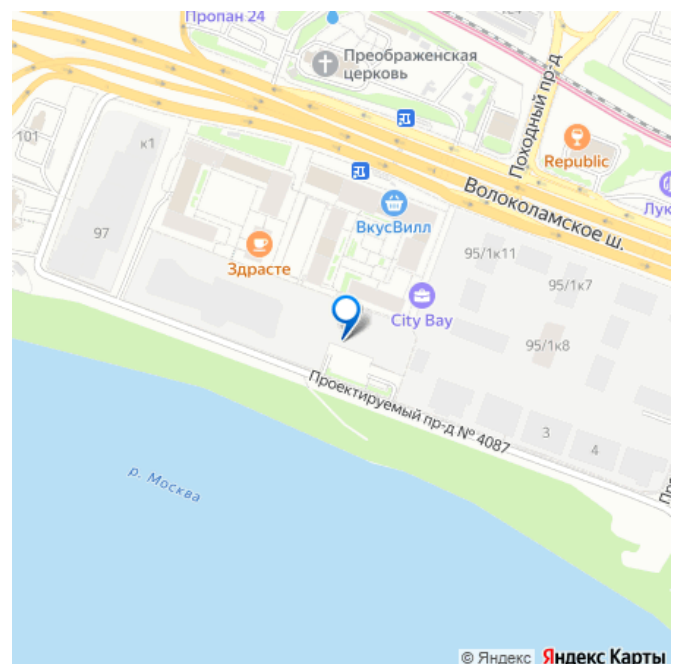 Пропан 24
Преображенская
церковь
101
к1
Походный пр-д
Republic
Волоколамское ш.
ВкусВилл
97
Здрасте
95/1к11
95/1к7
City Bay
95/1к8
Проектируемый пр-д № 4087
3
4
р. Москва
© Яндекс Яндекс Карты